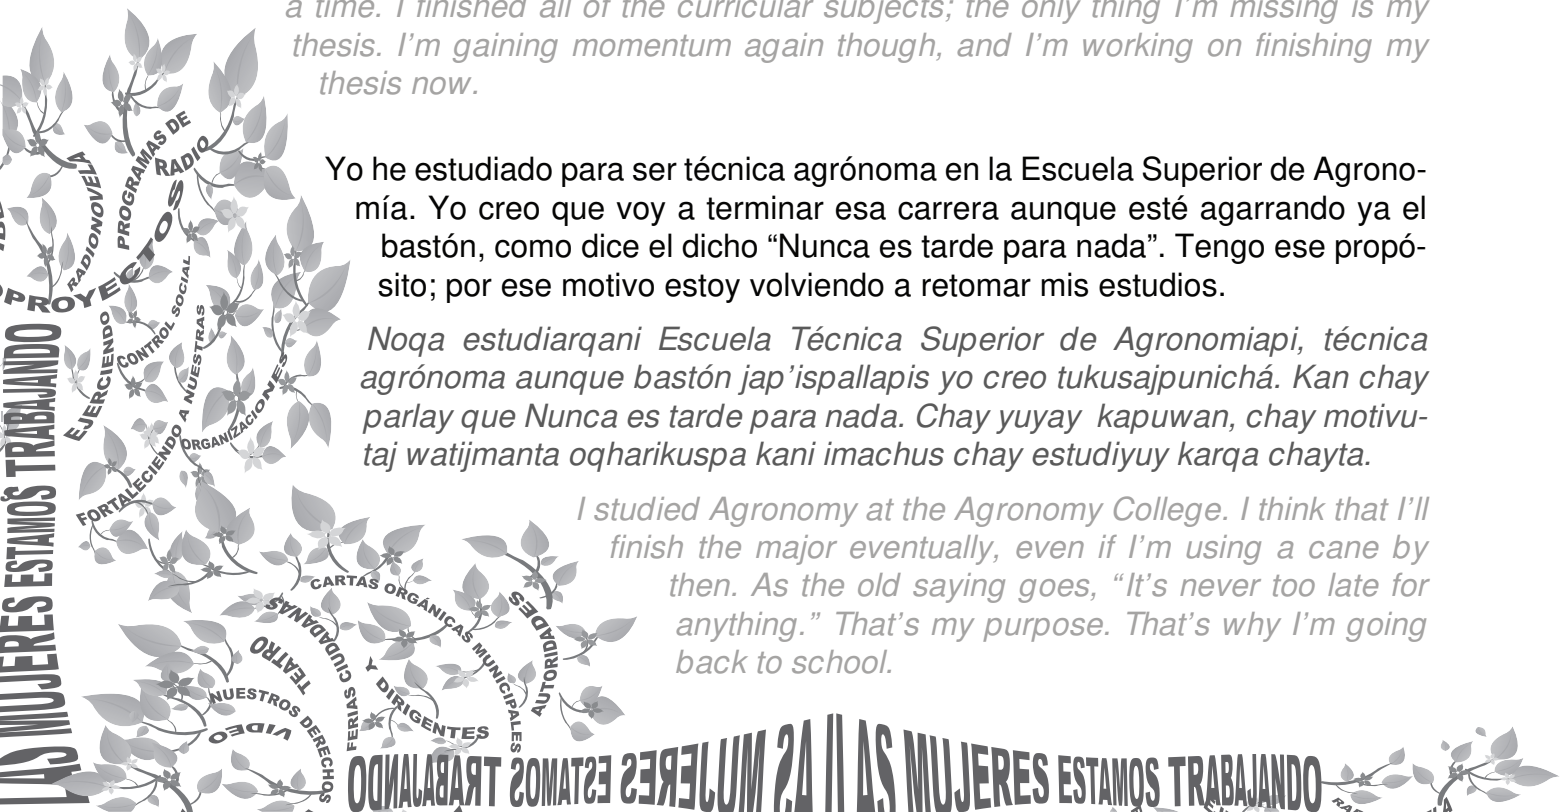 a time. I finished all of the curricular subjects; the only thing I’m missing is my
thesis. I’m gaining momentum again though, and I’m working on finishing my
thesis now.
Yo he estudiado para ser técnica agrónoma en la Escuela Superior de Agrono-
mía. Yo creo que voy a terminar esa carrera aunque esté agarrando ya el
bastón, como dice el dicho “Nunca es tarde para nada”. Tengo ese propó-
sito; por ese motivo estoy volviendo a retomar mis estudios.
Noqa estudiarqani Escuela Técnica Superior de Agronomiapi, técnica
agrónoma aunque bastón jap’ispallapis yo creo tukusajpunichá. Kan chay
parlay que Nunca es tarde para nada. Chay yuyay kapuwan, chay motivu-
taj watijmanta oqharikuspa kani imachus chay estudiyuy karqa chayta.
I studied Agronomy at the Agronomy College. I think that I’ll
finish the major eventually, even if I’m using a cane by
then. As the old saying goes, “It’s never too late for
anything.” That’s my purpose. That’s why I’m going
back to school.
PROGRAMAS DE
RADIO
RADIONOVELA
PROYECTOS
EJERCIENDO
CONTROL SOCIAL
FORTALECIENDO A NUESTRAS
ORGANIZACIONES
LAS MUJERES ESTAMOS TRABAJANDO
CARTAS ORGÁNICAS MUNICIPALES
AUTORIDADES
Y DIRIGENTES
FERIAS CIUDADANAS
TEATRO
NUESTROS DERECHOS
VIDEO
LAS MUJERES ESTAMOS TRABAJANDO
LAS MUJERES ESTAMOS TRABAJANDO